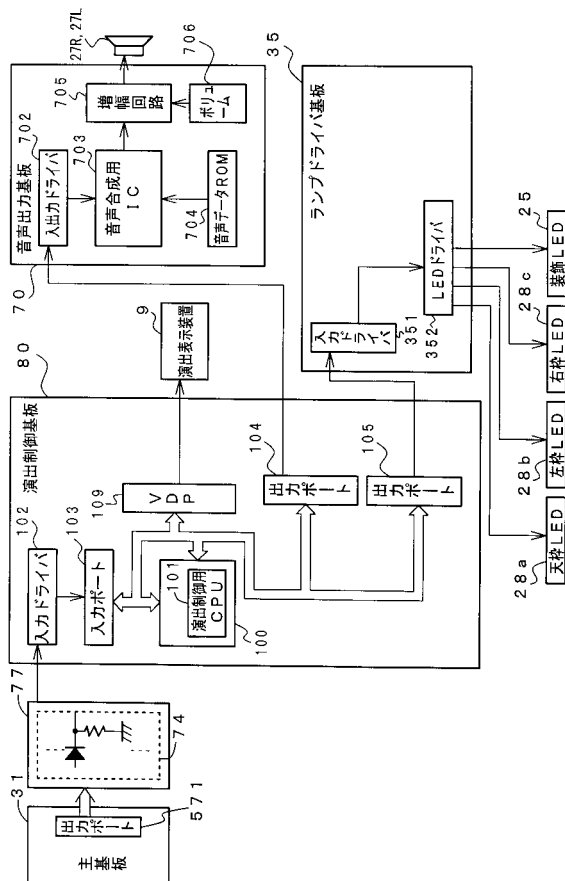 31
主基板
出力ポート
571
77
74
80
演出制御基板
102
入力ドライバ
103
入力ポート
109
VDP
101
演出制御用
CPU
100
104
出力ポート
105
出力ポート
9
演出表示装置
70
音声出力基板
702
入出力ドライバ
703
音声合成用
IC
704
音声データROM
705
増幅
回路
706
ボリューム
27R, 27L
35
ランプドライバ基板
入力ドライバ
351
LEDドライバ
352
28a
天枠LED
28b
左枠LED
28c
右枠LED
25
装飾LED